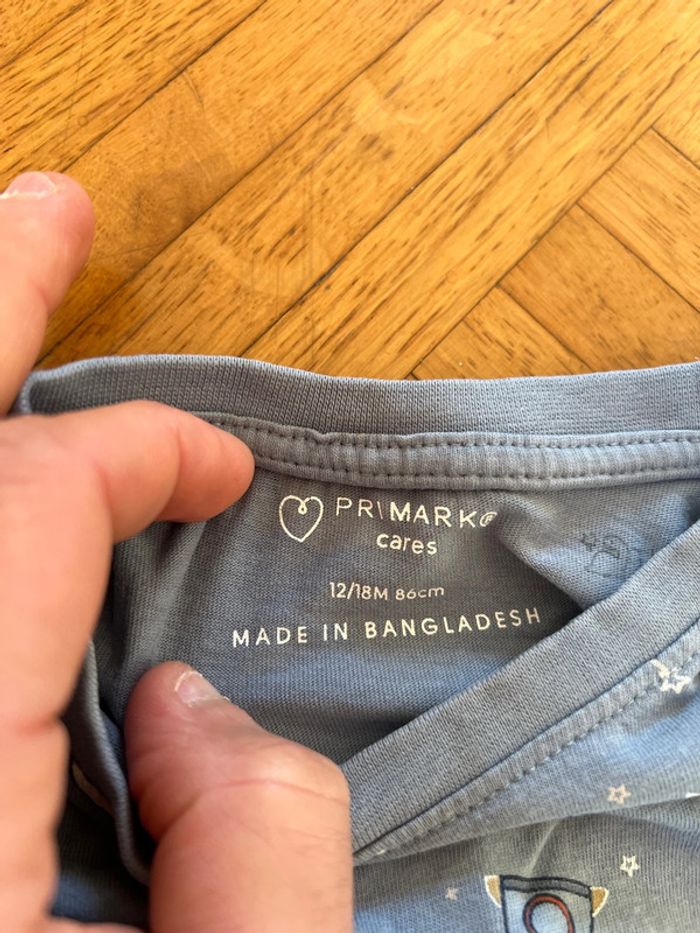 PRIMARK®
cares
12/18M 86cm
MADE IN BANGLADESH